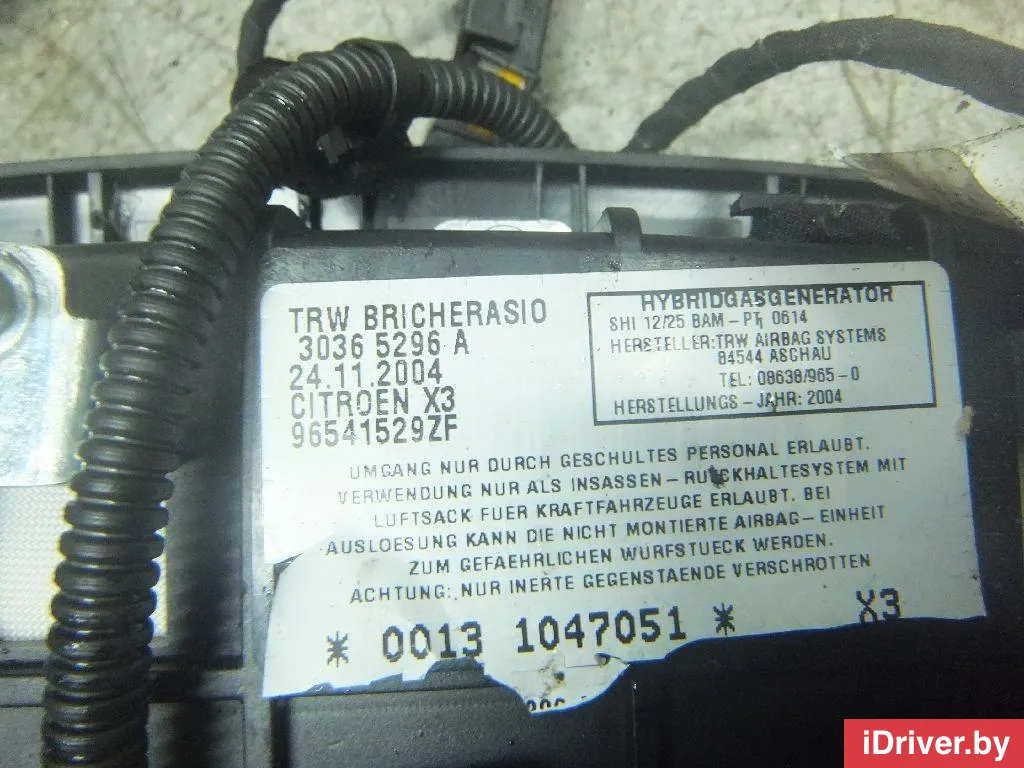 TRW BRICHERASIO
3036 5296 A
24.11.2004
CITROEN X3
96541529ZF
HYBRIDGASGENERATOR
SHI 12/25 BAM-PT1 0614
HERSTELLER:TRW AIRBAG SYSTEMS
84544 ASCHAU
TEL: 08638/965-0
HERSTELLUNGS-JAHR: 2004
UMGANG NUR DURCH GESCHULTES PERSONAL ERLAUBT.
VERWENDUNG NUR ALS INSASSEN-RUECKHALTESYSTEM MIT
LUFTSACK FUER KRAFTFAHRZEUGE ERLAUBT. BEI
AUSLOESUNG KANN DIE NICHT MONTIERTE AIRBAG-EINHEIT
ZUM GEFAEHRLICHEN WURFSTUECK WERDEN.
ACHTUNG: NUR INERTE GEGENSTAENDE VERSCHROTTEN
* 0013 1047051 * X3
iDriver.by